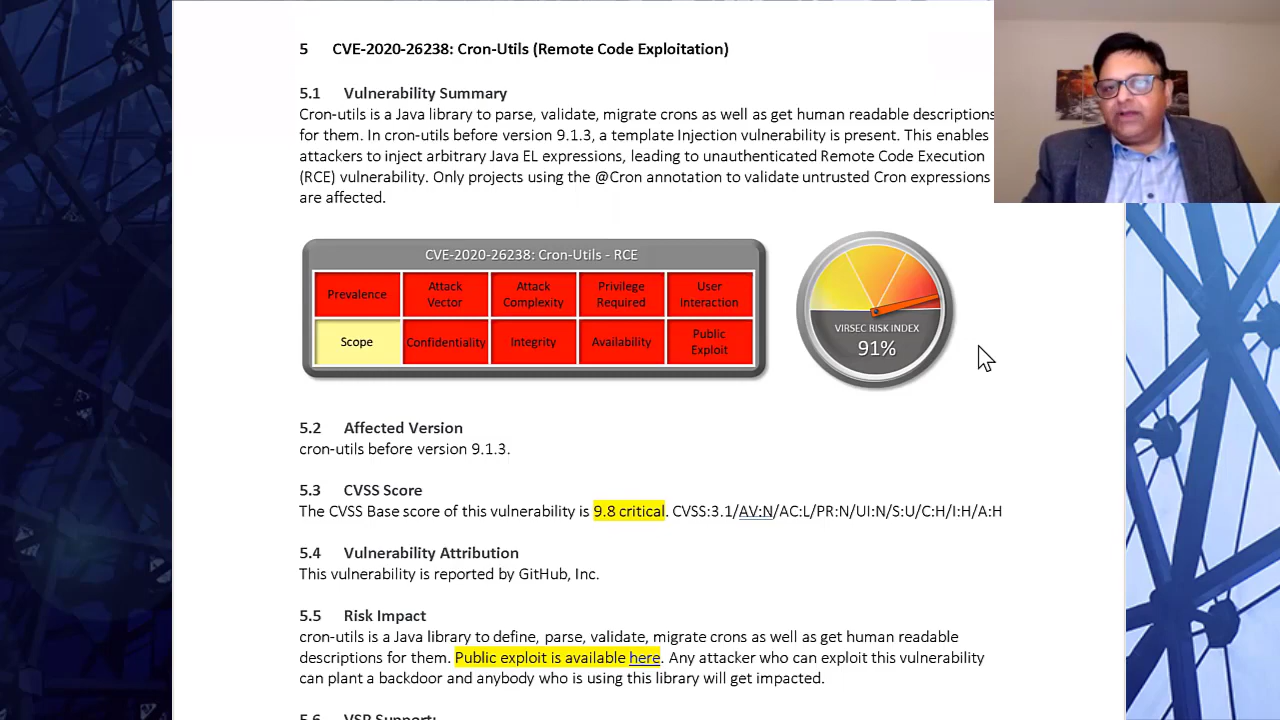 5 CVE-2020-26238: Cron-Utils (Remote Code Exploitation)
5.1 Vulnerability Summary
Cron-utils is a Java library to parse, validate, migrate crons as well as get human readable descriptions
for them. In cron-utils before version 9.1.3, a template Injection vulnerability is present. This enables
attackers to inject arbitrary Java EL expressions, leading to unauthenticated Remote Code Execution
(RCE) vulnerability. Only projects using the @Cron annotation to validate untrusted Cron expressions
are affected.
CVE-2020-26238: Cron-Utils - RCE
Prevalence
Attack
Vector
Attack
Complexity
Privilege
Required
User
Interaction
Scope
Confidentiality
Integrity
Availability
Public
Exploit
VIRSEC RISK INDEX
91%
5.2 Affected Version
cron-utils before version 9.1.3.
5.3 CVSS Score
The CVSS Base score of this vulnerability is 9.8 critical. CVSS:3.1/AV:N/AC:L/PR:N/UI:N/S:U/C:H/I:H/A:H
5.4 Vulnerability Attribution
This vulnerability is reported by GitHub, Inc.
5.5 Risk Impact
cron-utils is a Java library to define, parse, validate, migrate crons as well as get human readable
descriptions for them. Public exploit is available here. Any attacker who can exploit this vulnerability
can plant a backdoor and anybody who is using this library will get impacted.
5.6 VSP Support: